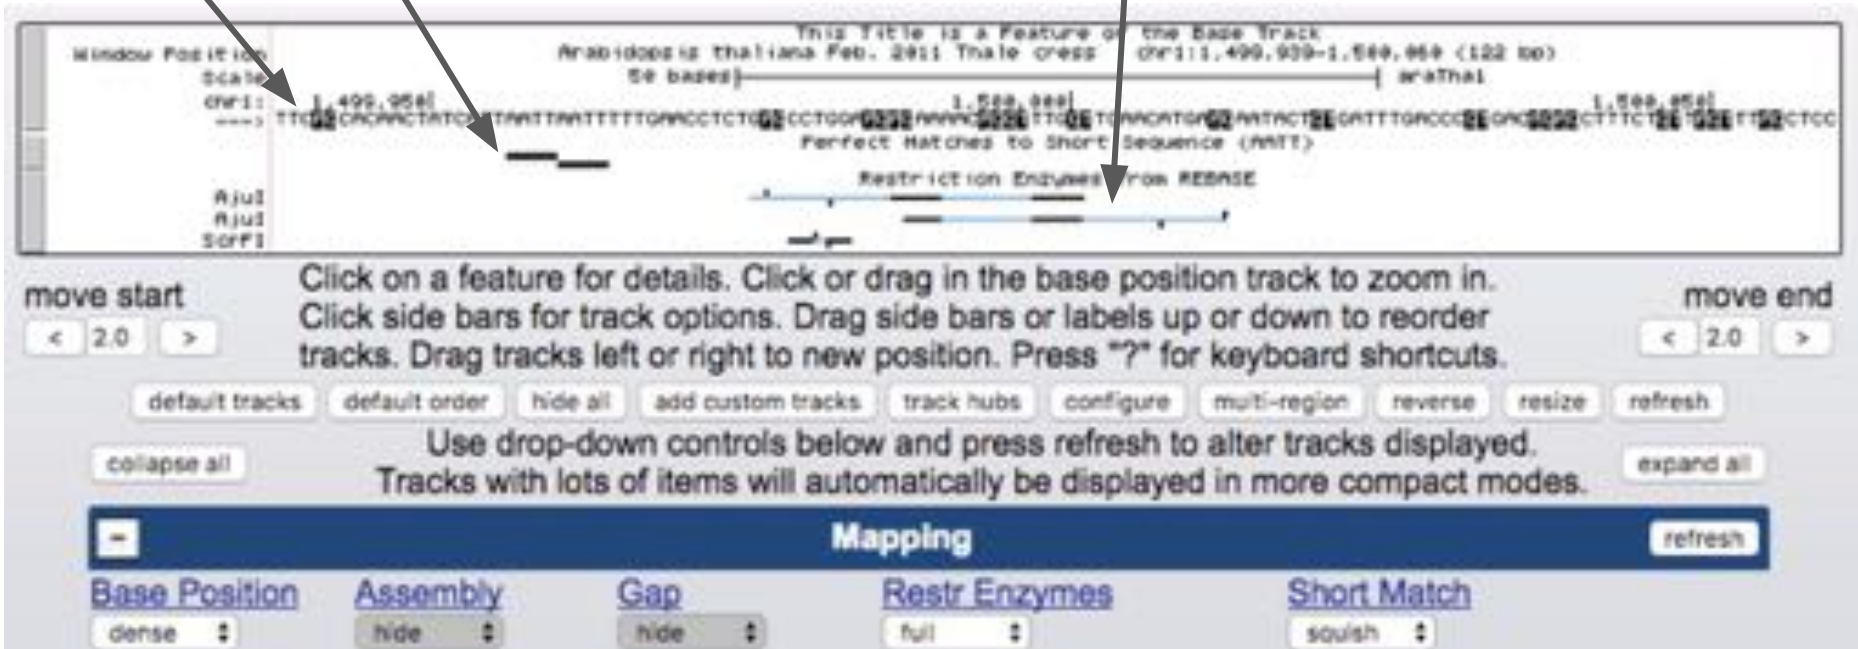 This Title is a Feature of the Base Track
Window Position Arabidopsis thaliana Feb. 2011 Thale cress chr1:1,499,939-1,500,060 (122 bp)
Scale 50 bases araTha1
chr1: 1,499,950 1,500,000 1,500,050
--->
Perfect Matches to Short Sequence (AATT)
Restriction Enzymes from REBASE
AjuI
AjuI
ScrFI
move start
< 2.0 >
Click on a feature for details. Click or drag in the base position track to zoom in.
Click side bars for track options. Drag side bars or labels up or down to reorder
tracks. Drag tracks left or right to new position. Press "?" for keyboard shortcuts.
move end
< 2.0 >
default tracks default order hide all add custom tracks track hubs configure multi-region reverse resize refresh
collapse all
Use drop-down controls below and press refresh to alter tracks displayed.
Tracks with lots of items will automatically be displayed in more compact modes.
expand all
- Mapping refresh
Base Position Assembly Gap Restr Enzymes Short Match
dense hide hide full squish